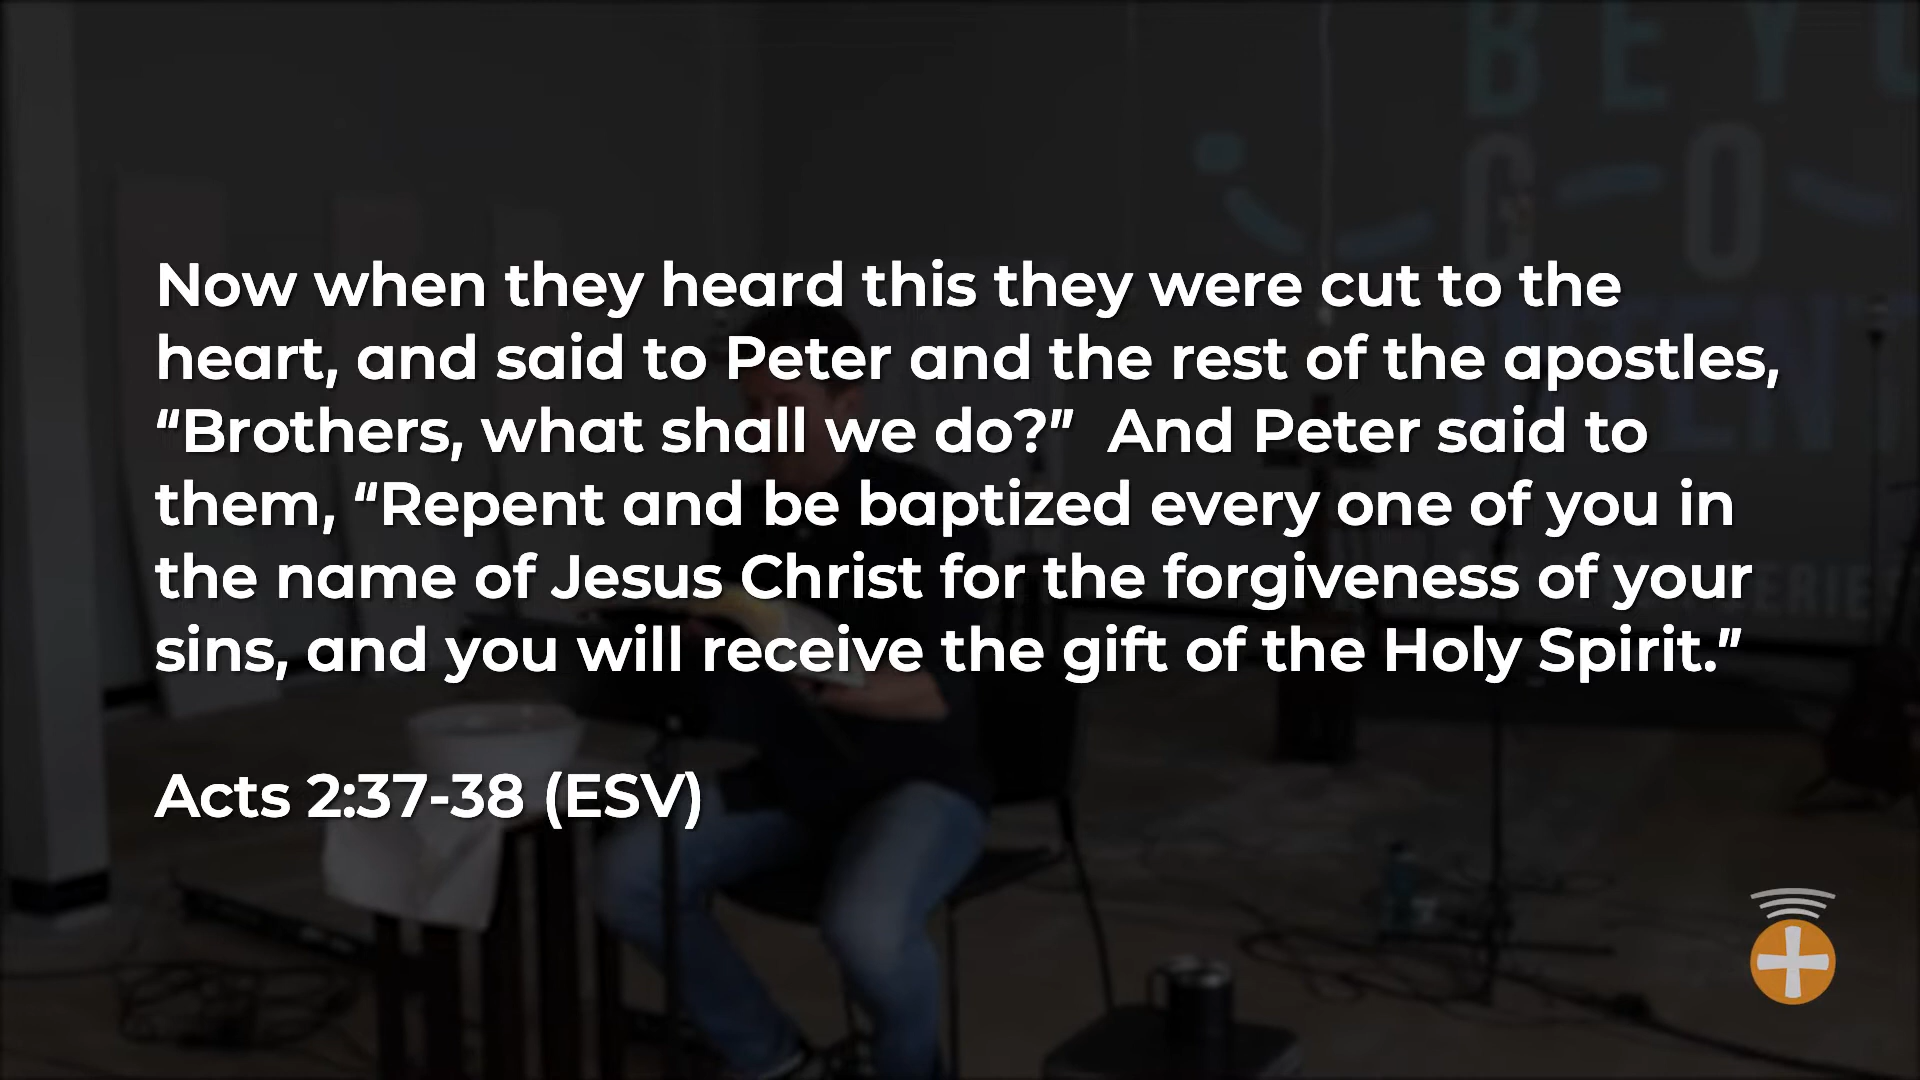 BEYO
CO
Now when they heard this they were cut to the
heart, and said to Peter and the rest of the apostles,
“Brothers, what shall we do?”  And Peter said to
them, “Repent and be baptized every one of you in
the name of Jesus Christ for the forgiveness of your
sins, and you will receive the gift of the Holy Spirit.”
Acts 2:37-38 (ESV)